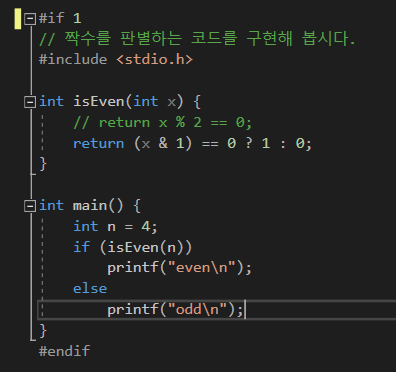 #if 1
// 짝수를 판별하는 코드를 구현해 봅시다.
#include <stdio.h>
int isEven(int x) {
// return x % 2 == 0;
return (x & 1) == 0 ? 1 : 0;
}
int main() {
int n = 4;
if (isEven(n))
printf("even\n");
else
printf("odd\n");
}
#endif